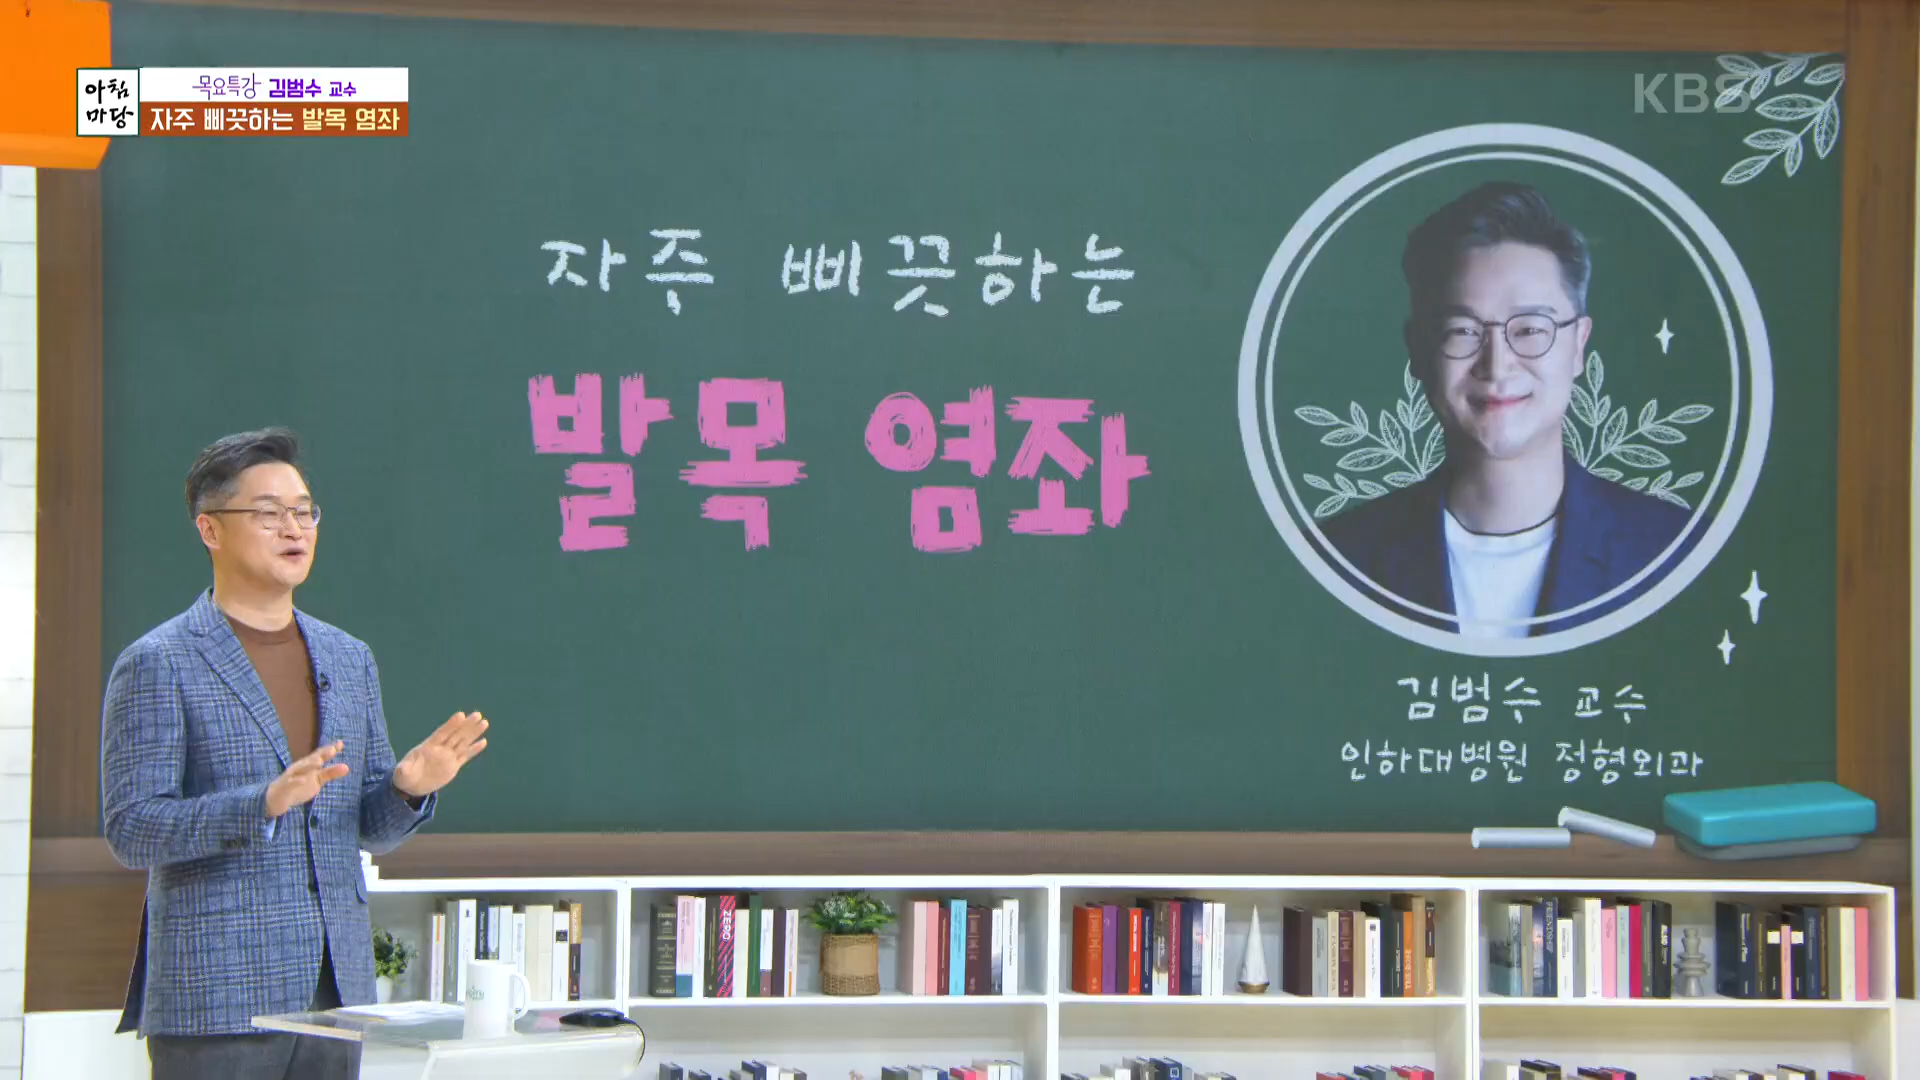 아침
마당
목요특강 김범수 교수
자주 삐끗하는 발목 염좌
KBS
자주 삐끗하는
발목 염좌
김범수 교수
인하대병원 정형외과
ZERO